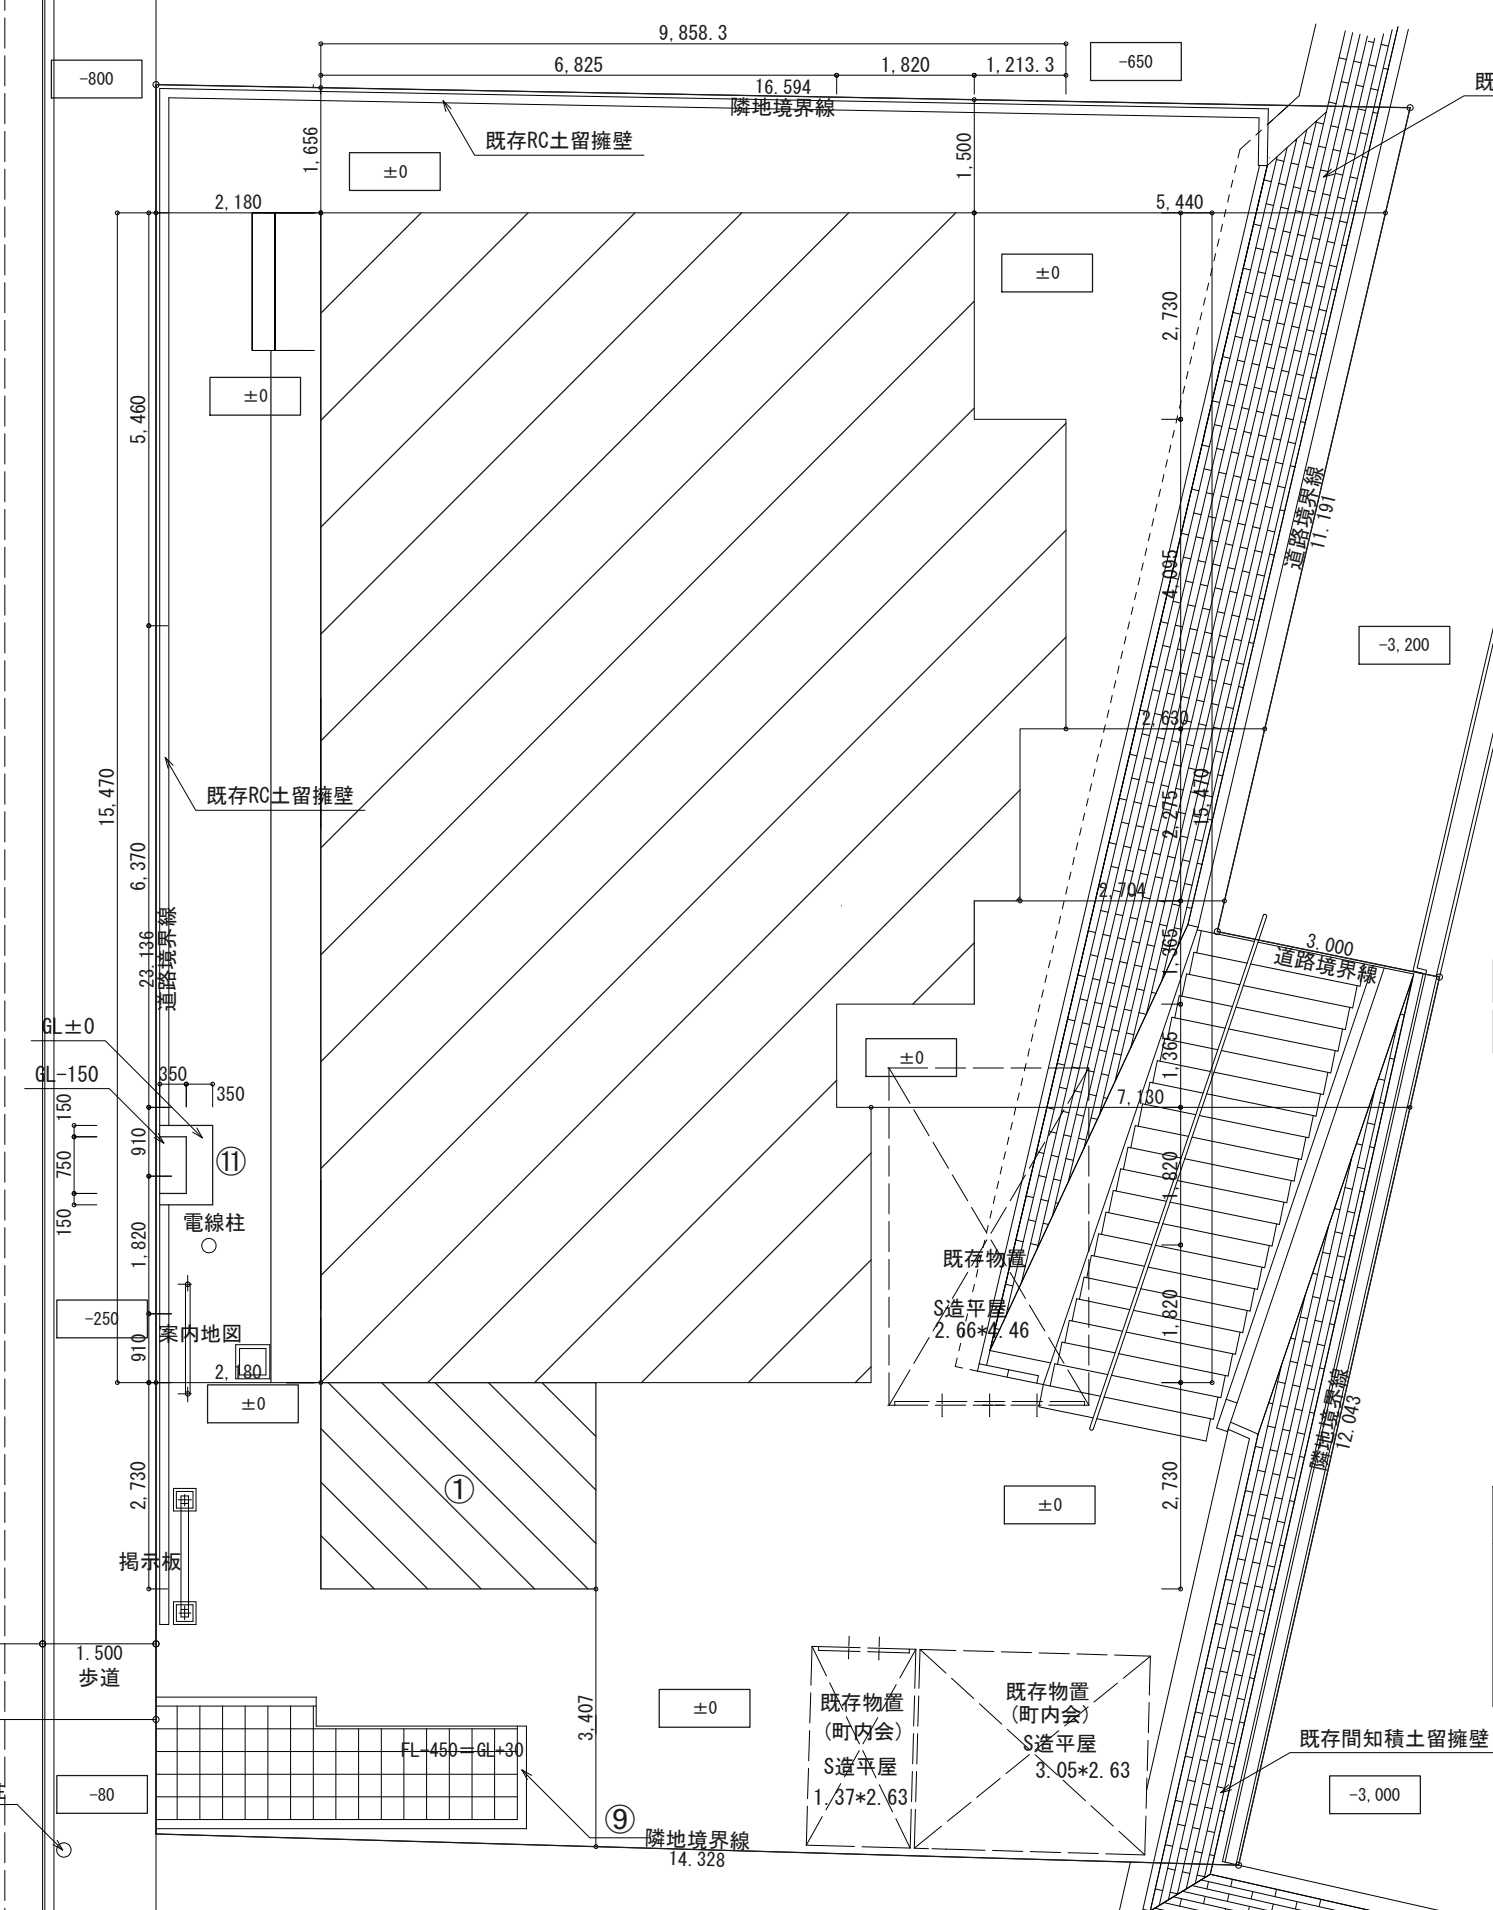 9,858.3
-800
6,825
1,820
1,213.3
-650
16.594
隣地境界線
既
1,656
既存RC土留擁壁
1,500
±0
2,180
5,440
±0
2,730
±0
5,460
道路境界線
11.191
4,095
-3,200
2,630
15,470
既存RC土留擁壁
2,275
15,470
6,370
2,704
23.136
道路境界線
1,365
3.000
道路境界線
GL±0
±0
1,365
GL-150
350
350
7,130
150
910
750
⑪
1,820
150
電線柱
1,820
既存物置
-250
案内地図
S造平屋
2.66*4.46
1,820
910
2,180
±0
隣地境界線
12.043
2,730
①
±0
2,730
掲示板
1.500
歩道
±0
3,407
既存物置
(町内会)
S造平屋
1.37*2.63
既存物置
(町内会)
S造平屋
3.05*2.63
既存間知積土留擁壁
FL-450=GL+30
-80
-3,000
⑨
隣地境界線
14.328